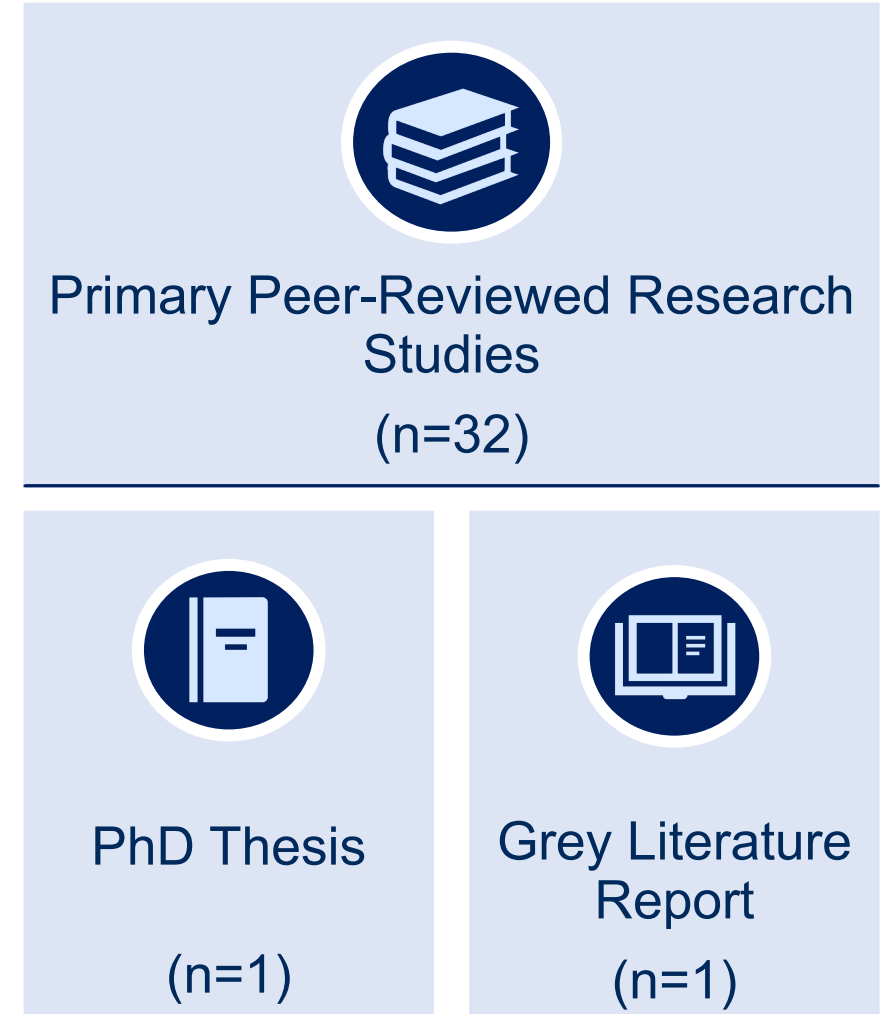 Primary Peer-Reviewed Research
Studies
(n=32)
PhD Thesis
(n=1)
Grey Literature
Report
(n=1)